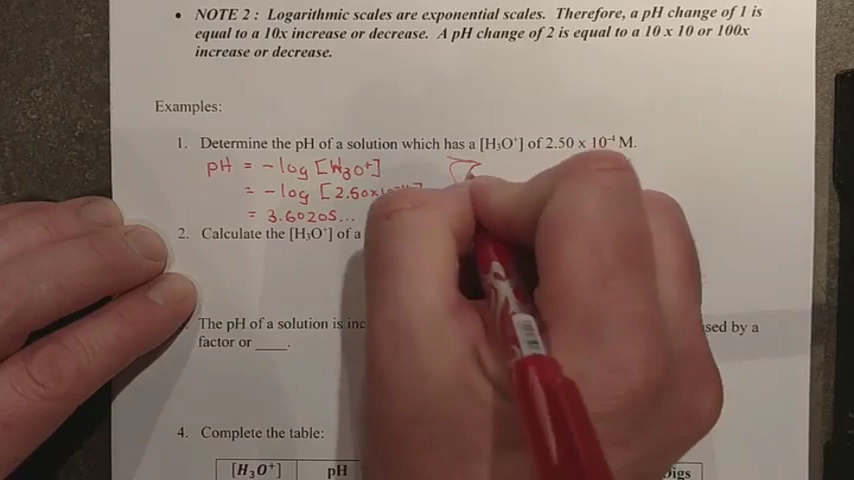 • NOTE 2 : Logarithmic scales are exponential scales. Therefore, a pH change of 1 is
equal to a 10x increase or decrease. A pH change of 2 is equal to a 10 x 10 or 100x
increase or decrease.
Examples:
1. Determine the pH of a solution which has a [H₃O⁺] of 2.50 x 10⁻⁴ M.
pH = -log [H₃O⁺]
= -log [2.50x10
= 3.60205...
2. Calculate the [H₃O⁺] of a
The pH of a solution is inc sed by a
factor or ____.
4. Complete the table:
[H₃O⁺] pH igs